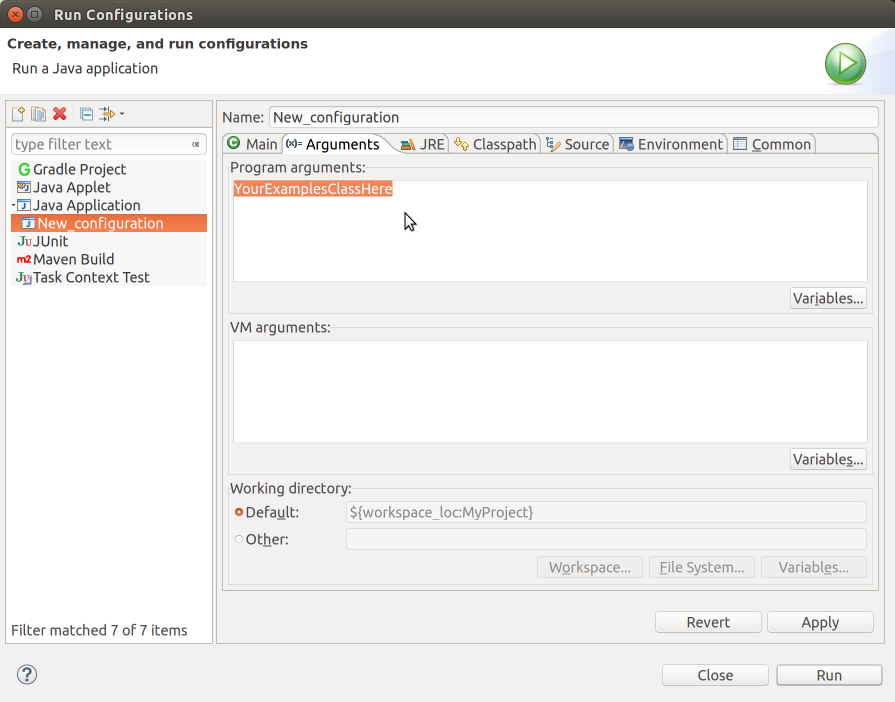 Run Configurations
Create, manage, and run configurations
Run a Java application
type filter text
Gradle Project
Java Applet
Java Application
New_configuration
JUnit
Maven Build
Task Context Test
Filter matched 7 of 7 items
Name: New_configuration
Main (x)= Arguments JRE Classpath Source Environment Common
Program arguments:
YourExamplesClassHere
Variables...
VM arguments:
Variables...
Working directory:
Default: ${workspace_loc:MyProject}
Other:
Workspace... File System... Variables...
Revert Apply
Close Run